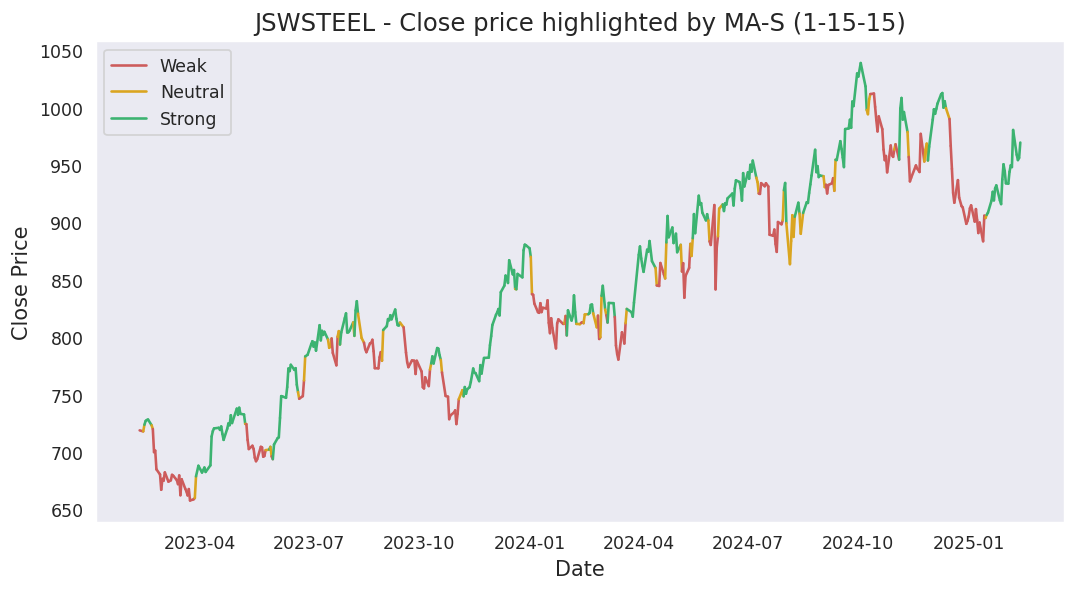 JSWSTEEL - Close price highlighted by MA-S (1-15-15)
Weak
Neutral
Strong
Close Price
1050
1000
950
900
850
800
750
700
650
2023-04
2023-07
2023-10
2024-01
2024-04
2024-07
2024-10
2025-01
Date